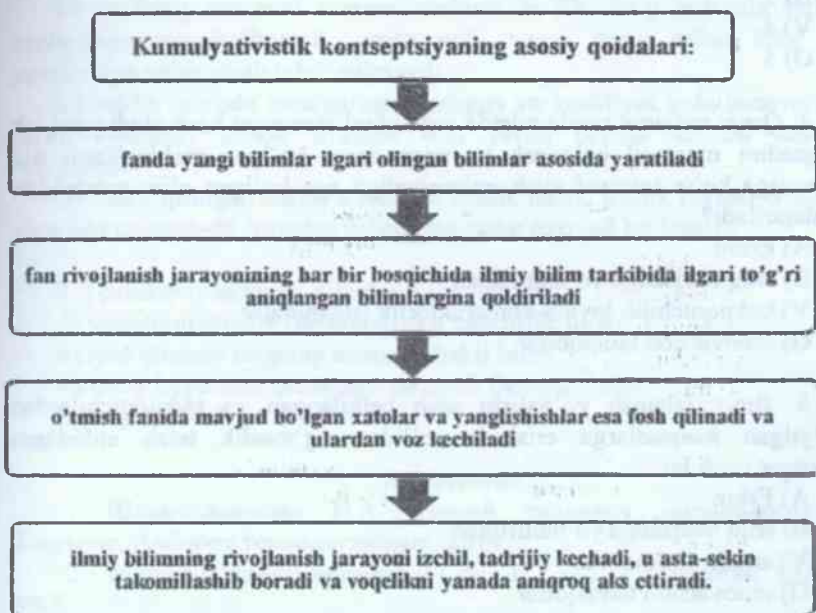 Kumulyativistik kontseptsiyaning asosiy qoidalari:
fanda yangi bilimlar ilgari olingan bilimlar asosida yaratiladi
fan rivojlanish jarayonining har bir bosqichida ilmiy bilim tarkibida ilgari to'g'ri
aniqlangan bilimlargina qoldiriladi
o'tmish fanida mavjud bo'lgan xatolar va yanglishishlar esa fosh qilinadi va
ulardan voz kechiladi
ilmiy bilimning rivojlanish jarayoni izchil, tadrijiy kechadi, u asta-sekin
takomillashib boradi va voqelikni yanada aniqroq aks ettiradi.